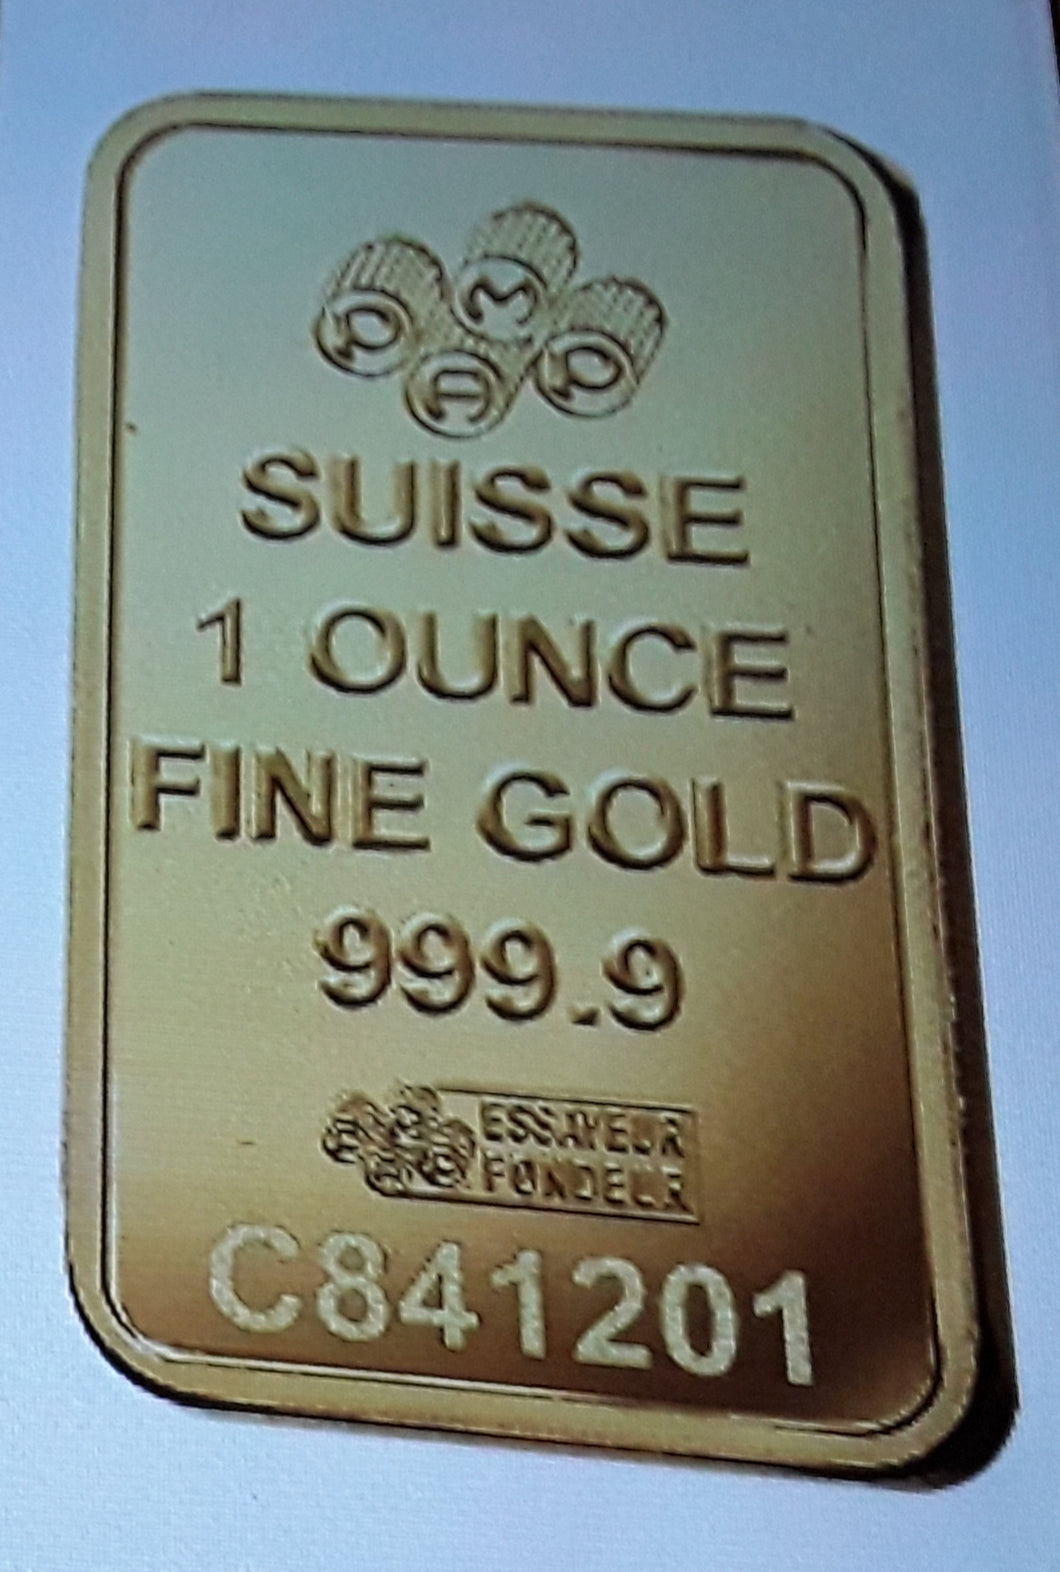 PAMP
SUISSE
1 OUNCE
FINE GOLD
999.9
ESSAYEUR
FONDEUR
C841201